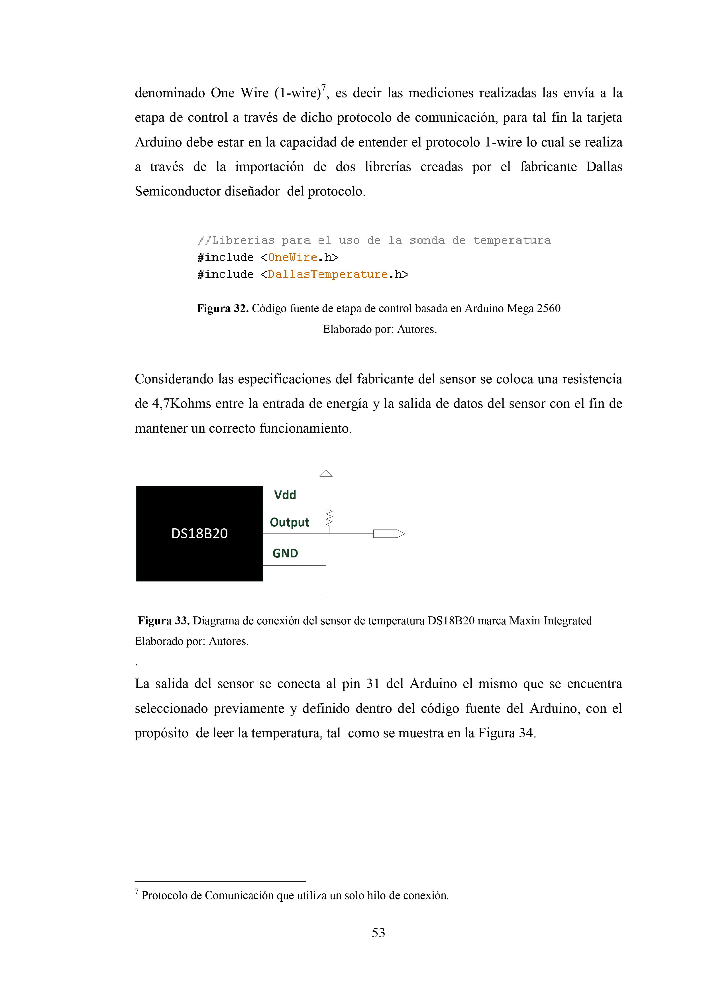 denominado One Wire (1-wire)7, es decir las mediciones realizadas las envía a la
etapa de control a través de dicho protocolo de comunicación, para tal fin la tarjeta
Arduino debe estar en la capacidad de entender el protocolo 1-wire lo cual se realiza
a través de la importación de dos librerías creadas por el fabricante Dallas
Semiconductor diseñador del protocolo.
//Librerias para el uso de la sonda de temperatura
#include <OneWire.h>
#include <DallasTemperature.h>
Figura 32. Código fuente de etapa de control basada en Arduino Mega 2560
Elaborado por: Autores.
Considerando las especificaciones del fabricante del sensor se coloca una resistencia
de 4,7Kohms entre la entrada de energía y la salida de datos del sensor con el fin de
mantener un correcto funcionamiento.
Vdd
Output
DS18B20
GND
Figura 33. Diagrama de conexión del sensor de temperatura DS18B20 marca Maxin Integrated
Elaborado por: Autores.
.
La salida del sensor se conecta al pin 31 del Arduino el mismo que se encuentra
seleccionado previamente y definido dentro del código fuente del Arduino, con el
propósito de leer la temperatura, tal como se muestra en la Figura 34.
7 Protocolo de Comunicación que utiliza un solo hilo de conexión.
53